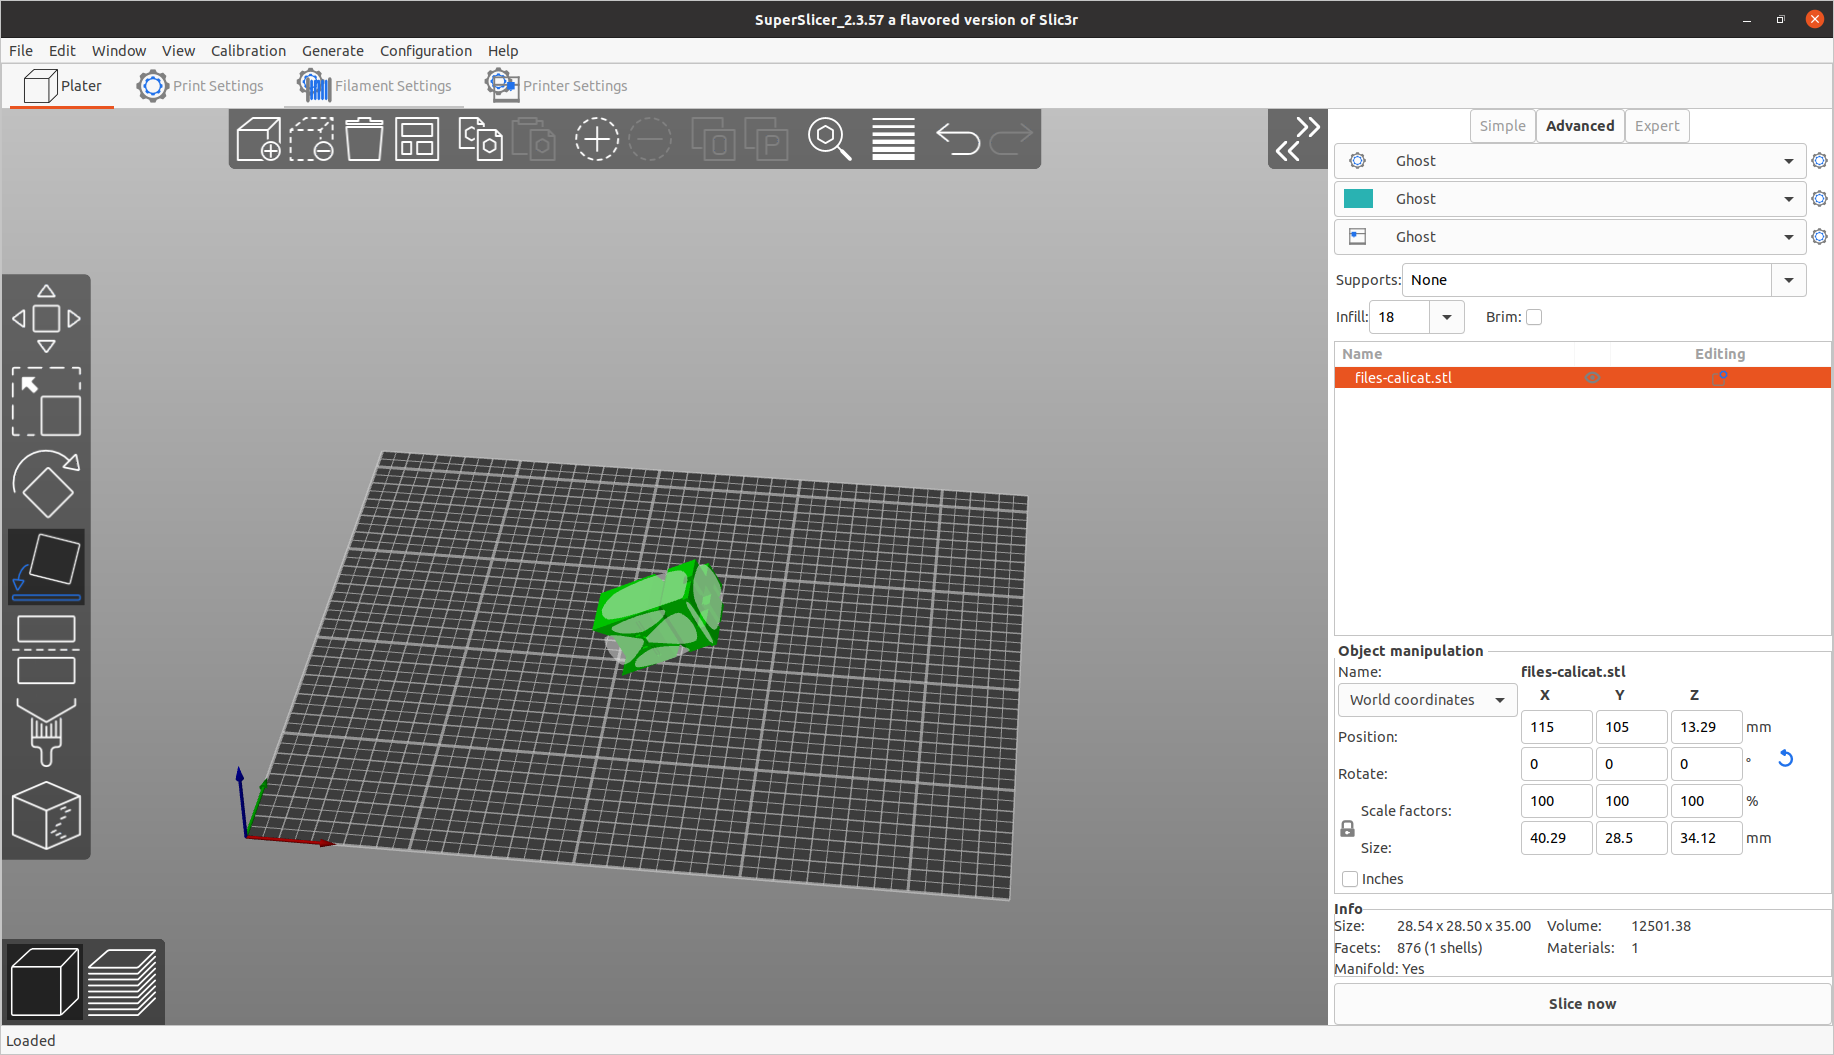 SuperSlicer_2.3.57 a flavored version of Slic3r
File Edit Window View Calibration Generate Configuration Help
Plater Print Settings Filament Settings Printer Settings
Simple Advanced Expert
Ghost
Ghost
Ghost
Supports: None
Infill: 18 Brim:
Name Editing
files-calicat.stl
Object manipulation
Name: files-calicat.stl
World coordinates X Y Z
Position: 115 105 13.29 mm
Rotate: 0 0 0 °
Scale factors: 100 100 100 %
Size: 40.29 28.5 34.12 mm
Inches
Info
Size: 28.54 x 28.50 x 35.00 Volume: 12501.38
Facets: 876 (1 shells) Materials: 1
Manifold: Yes
Slice now
Loaded